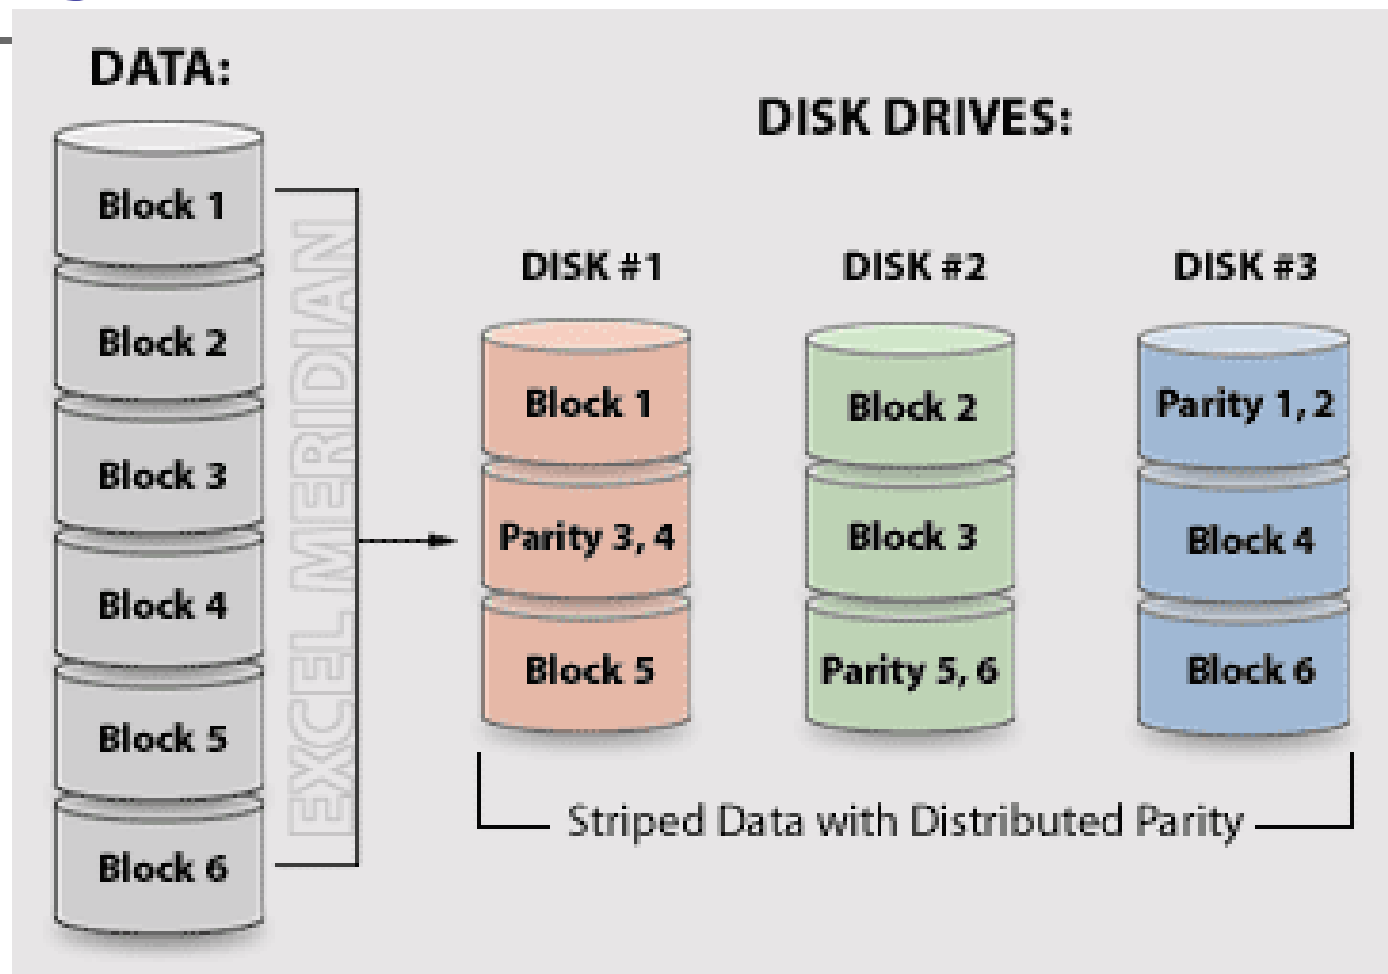 DATA:
DISK DRIVES:
Block 1
Block 2
Block 3
Block 4
Block 5
Block 6
EXCEL MERIDIAN
DISK #1
Block 1
Parity 3, 4
Block 5
DISK #2
Block 2
Block 3
Parity 5, 6
DISK #3
Parity 1, 2
Block 4
Block 6
Striped Data with Distributed Parity